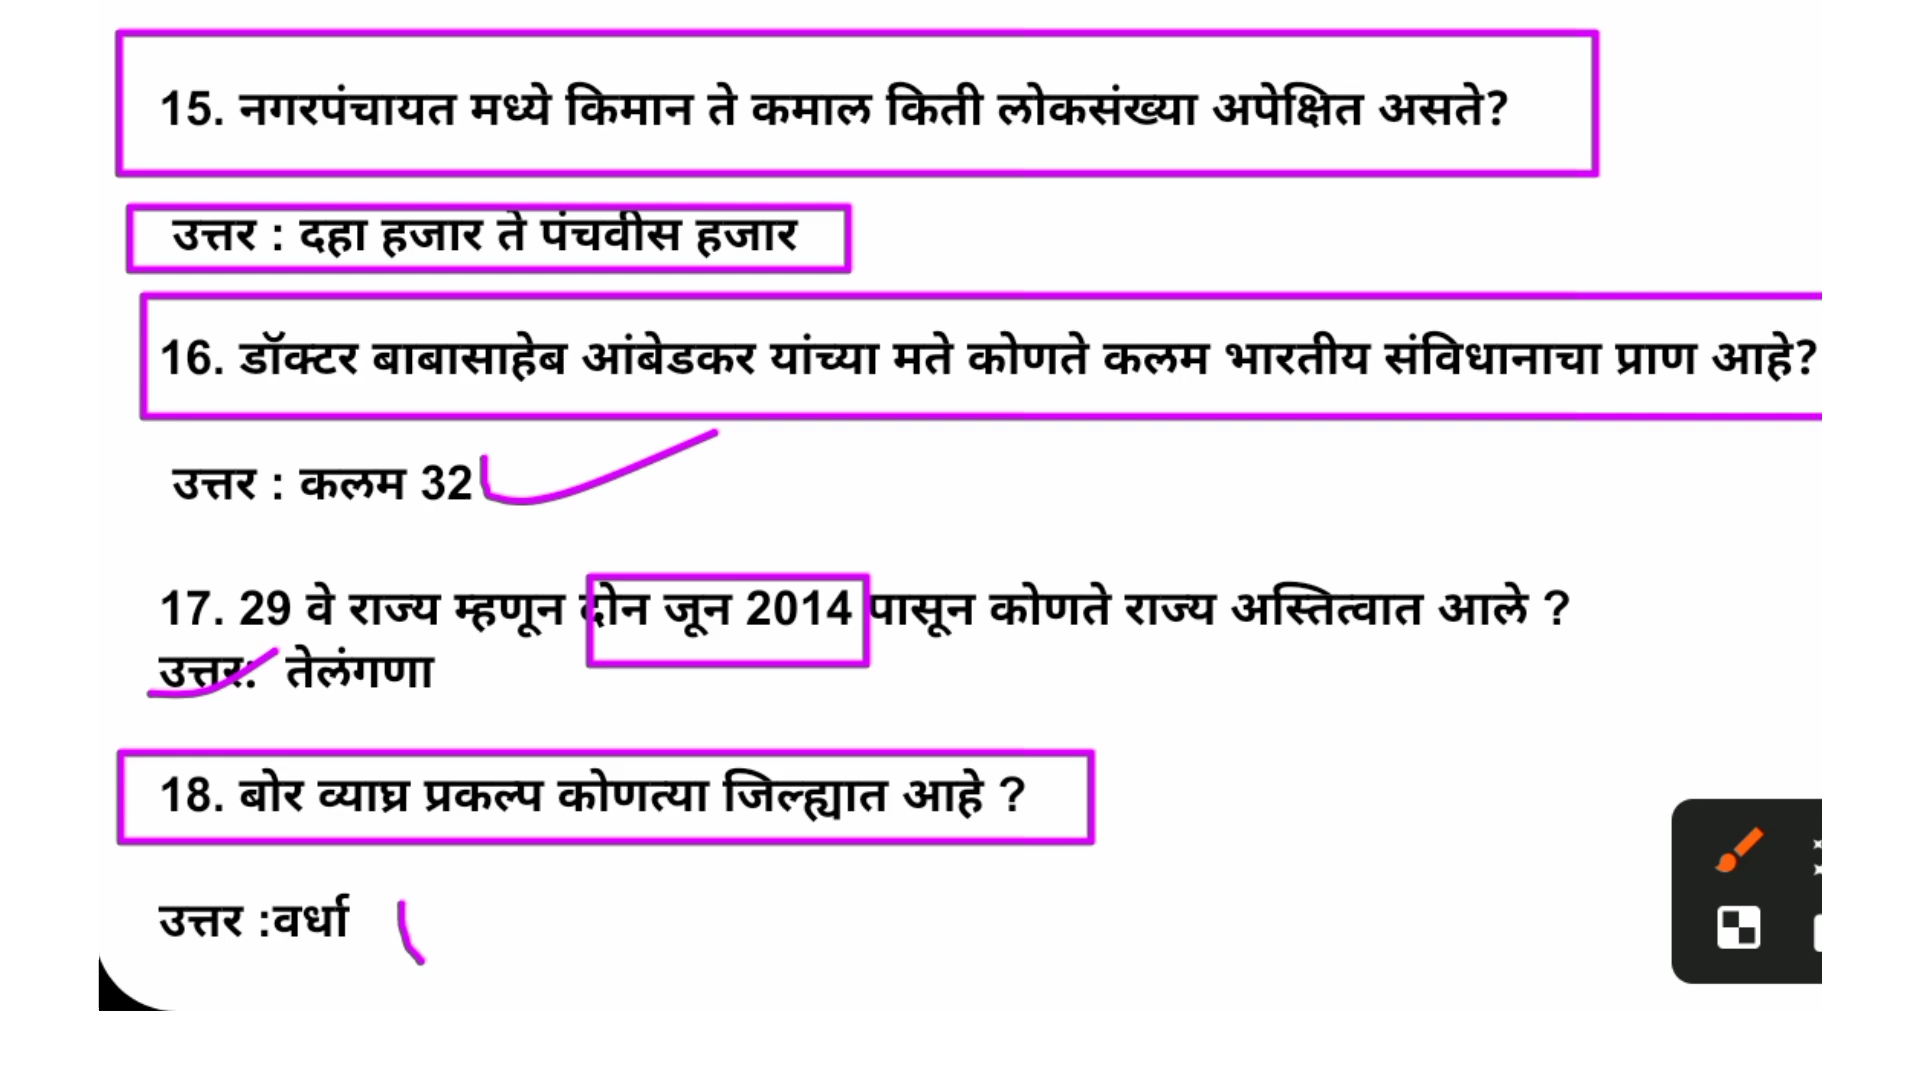 15. नगरपंचायत मध्ये किमान ते कमाल किती लोकसंख्या अपेक्षित असते?
उत्तर : दहा हजार ते पंचवीस हजार
16. डॉक्टर बाबासाहेब आंबेडकर यांच्या मते कोणते कलम भारतीय संविधानाचा प्राण आहे?
उत्तर : कलम 32
17. 29 वे राज्य म्हणून दोन जून 2014 पासून कोणते राज्य अस्तित्वात आले ?
उत्तर: तेलंगणा
18. बोर व्याघ्र प्रकल्प कोणत्या जिल्ह्यात आहे ?
उत्तर :वर्धा